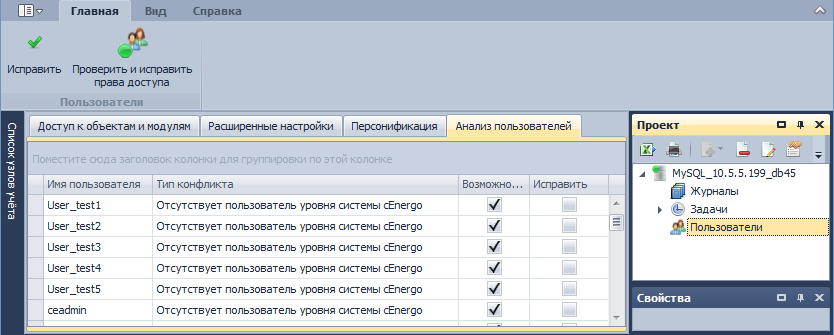 Главная Вид Справка
Исправить
Проверить и исправить
права доступа
Пользователи
Список узлов учёта
Доступ к объектам и модулям Расширенные настройки Персонификация Анализ пользователей
Поместите сюда заголовок колонки для группировки по этой колонке
Имя пользователя Тип конфликта Возможно... Исправить
User_test1 Отсутствует пользователь уровня системы cEnergo
User_test2 Отсутствует пользователь уровня системы cEnergo
User_test3 Отсутствует пользователь уровня системы cEnergo
User_test4 Отсутствует пользователь уровня системы cEnergo
User_test5 Отсутствует пользователь уровня системы cEnergo
ceadmin Отсутствует пользователь уровня системы cEnergo
Проект
MySQL_10.5.5.199_db45
Журналы
Задачи
Пользователи
Свойства